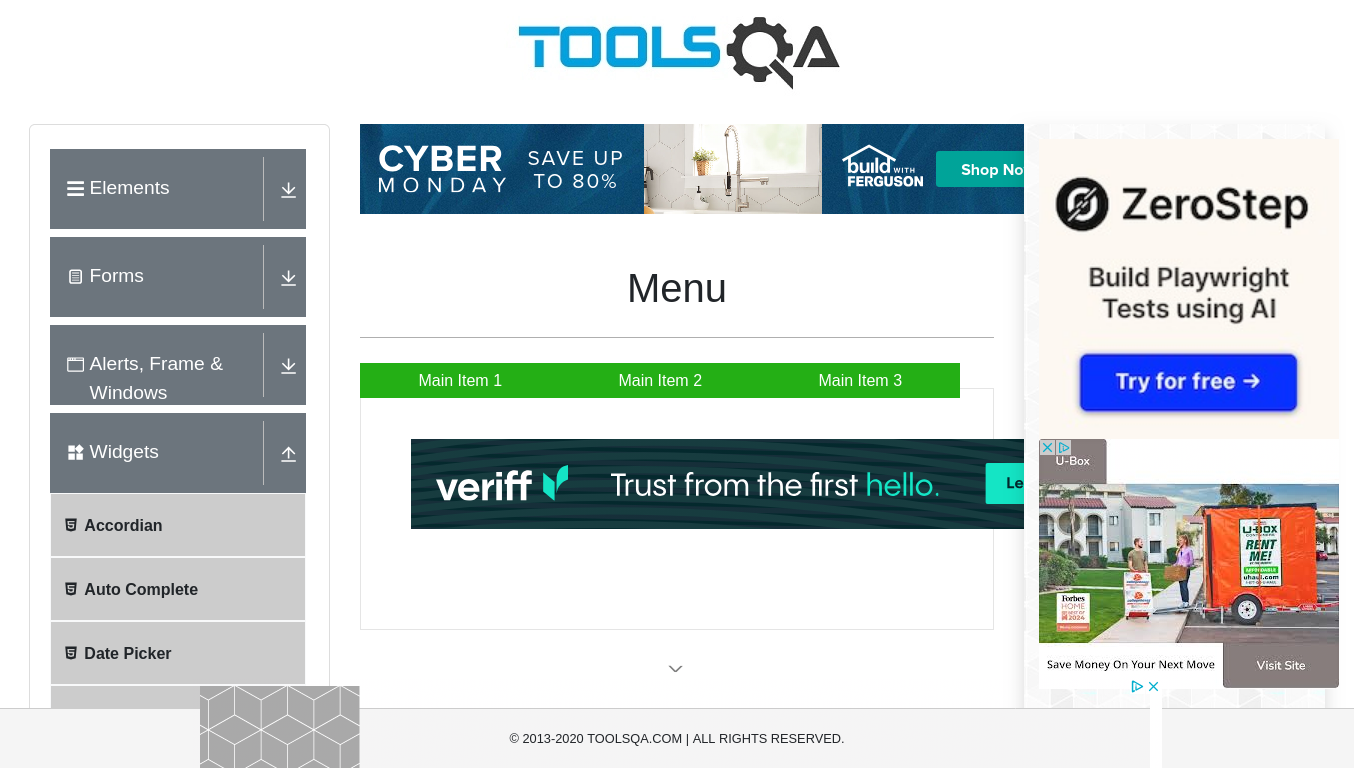 TOOLSQA
Elements
Forms
Alerts, Frame &
Windows
Widgets
Accordian
Auto Complete
Date Picker
CYBER
MONDAY
SAVE UP
TO 80%
build WITH
FERGUSON
Shop No
Menu
Main Item 1
Main Item 2
Main Item 3
veriff
Trust from the first hello.
Le
ZeroStep
Build Playwright
Tests using AI
Try for free →
U-Box
U-BOX
CONTAINERS
RENT
ME!
AFFORDABLE
uhaul.com
Forbes
HOME
BEST OF
2024
Save Money On Your Next Move
Visit Site
© 2013-2020 TOOLSQA.COM | ALL RIGHTS RESERVED.